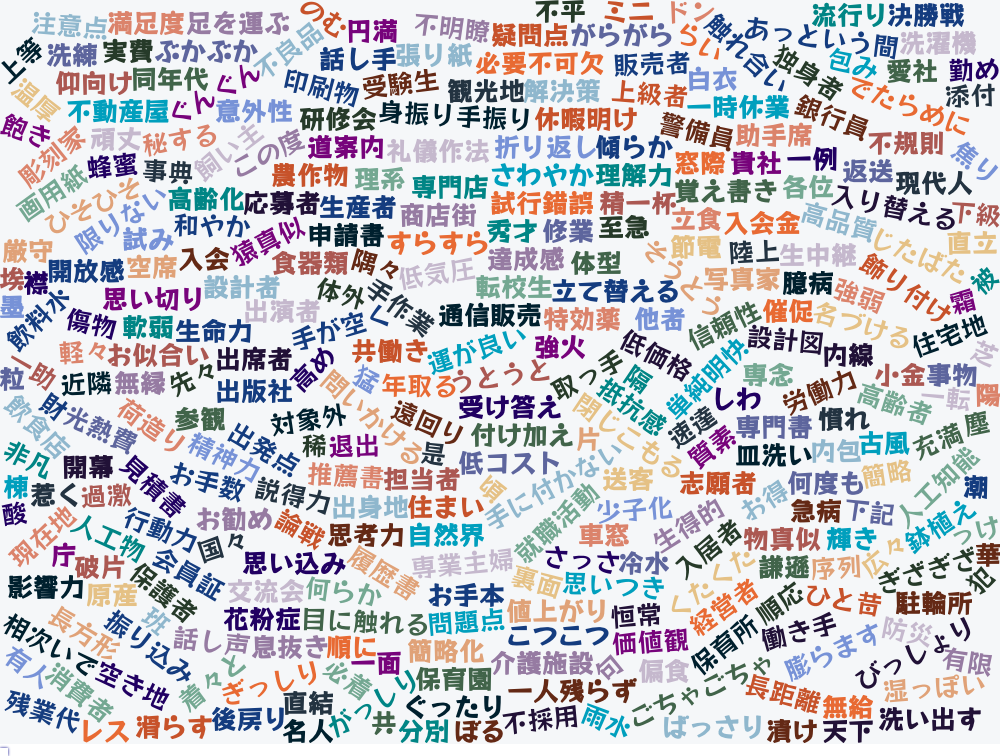 注意点
満足度
足を運ぶ
のむ
円満
不明瞭
不平
ミニ
ドン
流行り
決勝戦
上等
洗練
実費
ぶかぶか
不良品
話し手
張り紙
疑問点
がらがら
らい
触れ合い
あっという間
洗濯機
仰向け
同年代
ぐんぐん
印刷物
受験生
必要不可欠
販売者
白衣
独身者
包み
愛社
勤め
温厚
不動産屋
意外性
研修会
観光地
解決策
上級者
一時休業
銀行員
でたらめに
添付
飽き
彫刻家
頑丈
秘する
飼い主
この度
道案内
身振り手振り
休暇明け
警備員
助手席
不規則
焦り
礼儀作法
折り返し
傾らか
窓際
貴社
一例
返送
現代人
画用紙
蜂蜜
事典
農作物
理系
専門店
さわやか
理解力
覚え書き
各位
入り替える
下級
ひそひそ
限りない
高齢化
応募者
生産者
商店街
試行錯誤
精一杯
立食
入会金
高品質
じたばた
直立
試み
和やか
猿真似
申請書
すらすら
秀才
修業
至急
節電
陸上
生中継
厳守
埃
襟
開放感
空席
入会
食器類
隅々
低気圧
達成感
体型
そうっと
写真家
臆病
強弱
飾り付け
霜
被
墨
飲料水
思い切り
設計者
体外
手作業
転校生
立て替える
出演者
通信販売
特効薬
他者
信頼性
催促
名づける
住宅地
傷物
軟弱
生命力
手が空く
共働き
運が良い
強火
低価格
設計図
内線
芝
粒
一助
軽々
お似合い
出席者
高め
近隣
無縁
先々
出版社
問いかける
猛
年取る
うとうと
取っ手
隔
抵抗感
単純明快
専念
しわ
労働力
小金
事物
陽
飲食店
財
光熱費
荷造り
参観
対象外
遠回り
受け答え
閉じこもる
速達
質素
専門書
慣れ
高齢者
一転
非凡
開幕
見積書
精神力
出発点
稀
退出
是
付け加え
片
皿洗い
内包
古風
充満
塵
棟
惹く
過激
お手数
説得力
推薦書
担当者
低コスト
頃
手に付かない
送客
志願者
お得
何度も
簡略
人工知能
潮
酸
現在地
人工物
行動力
お勧め
論戦
出身地
住まい
就職活動
少子化
生得的
急病
下記
鉢植え
国々
思考力
自然界
車窓
入居者
物真似
輝き
つけ
庁
破片
会員証
思い込み
履歴書
専業主婦
さっさ
冷水
謙遜
序列
広々
ぎざぎざ
華
影響力
原産
保護者
交流会
何らか
お手本
裏面
思いつき
くたくた
経営者
順応
ひと昔
駐輪所
犯
長方形
振り込み
班
花粉症
目に触れる
問題点
値上がり
恒常
相次いで
話し声
息抜き
順に
簡略化
こつこつ
価値観
保育所
働き手
防災
びっしょり
有人
消費者
空き地
着々と
ぎっしり
必着
一面
保育園
介護施設
回
偏食
膨らます
有限
残業代
レス
滑らす
後戻り
直結
名人
がっしり
共
ぐったり
分別
ぼる
一人残らず
不採用
雨水
ごちゃごちゃ
ばっさり
長距離
漬け
無給
天下
湿っぽい
洗い出す